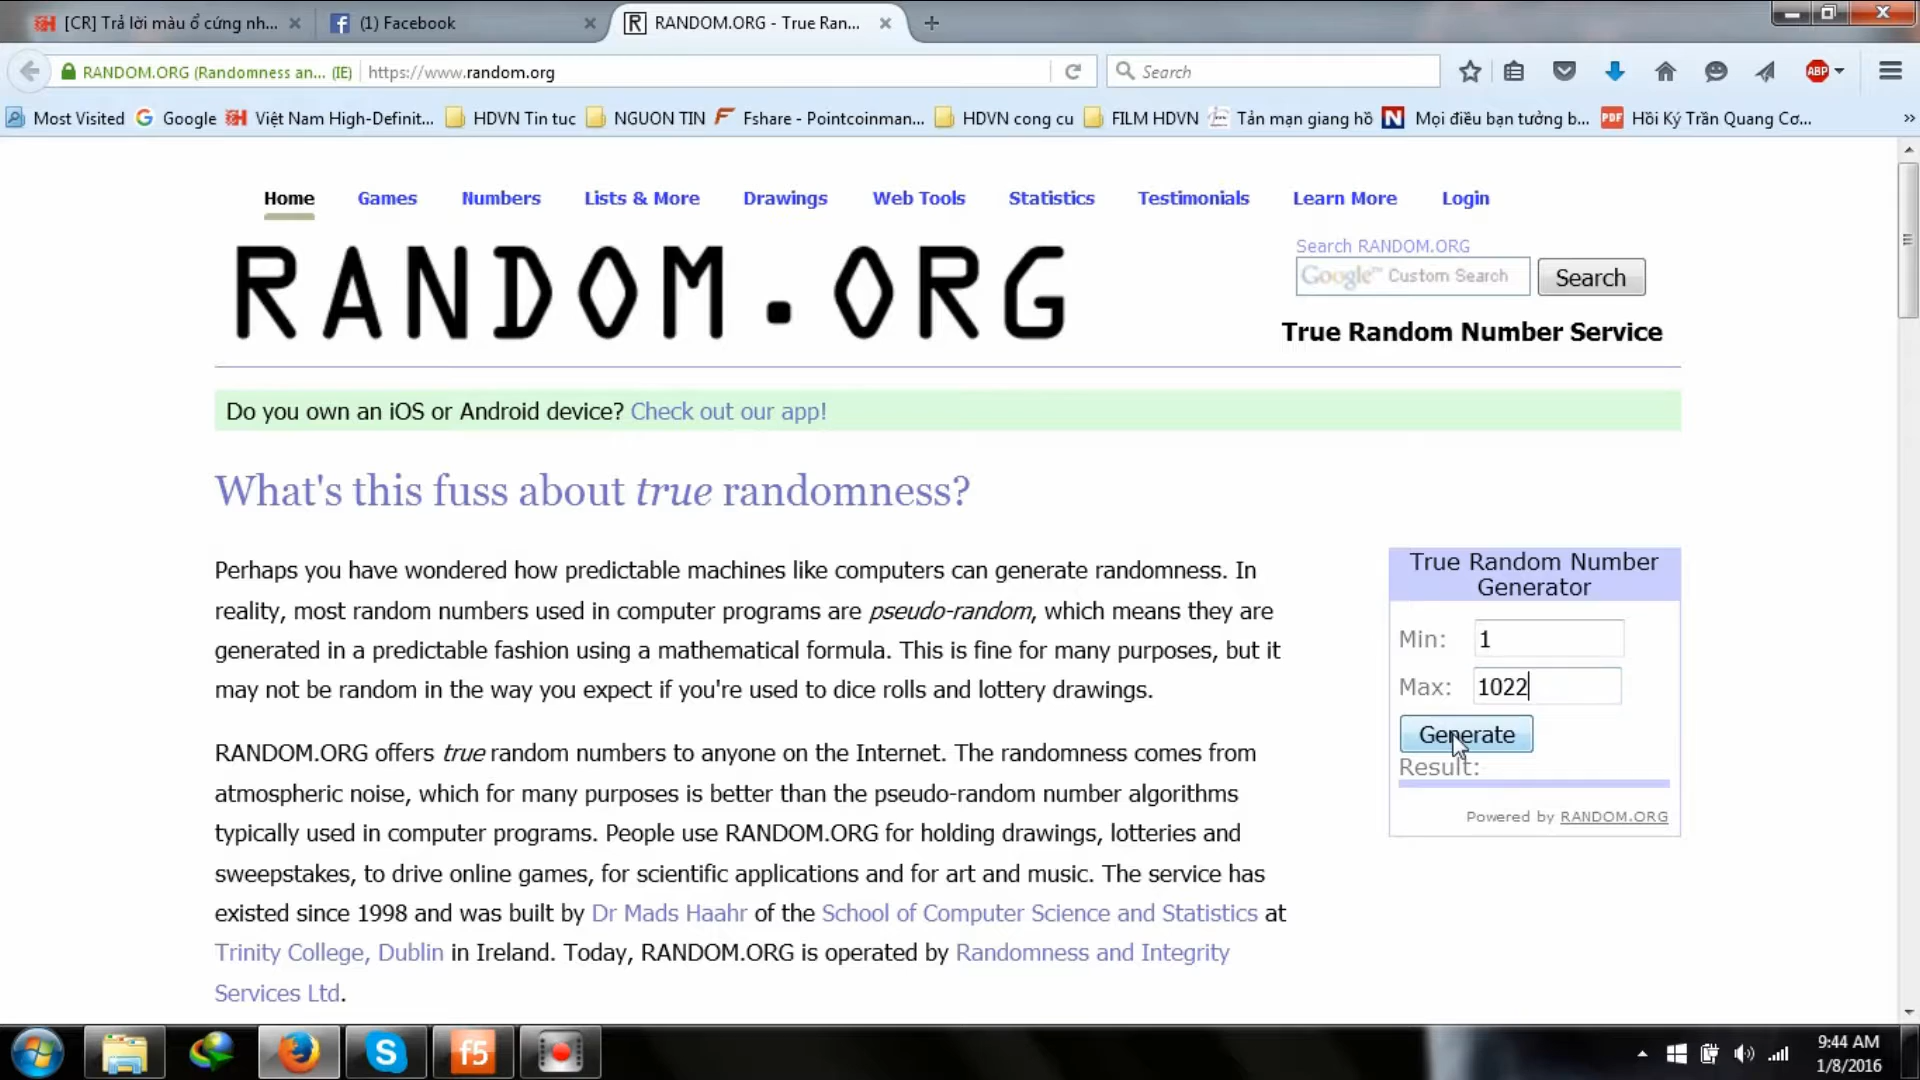 [CR] Trả lời màu ổ cứng nh...
(1) Facebook
RANDOM.ORG - True Ran...
RANDOM.ORG (Randomness an... (IE)
https://www.random.org
Search
ABP
Most Visited
Google
Việt Nam High-Definit...
HDVN Tin tuc
NGUON TIN
Fshare - Pointcoinman...
HDVN cong cu
FILM HDVN
Tản mạn giang hồ
Mọi điều bạn tưởng b...
Hồi Ký Trần Quang Cơ...
Home
Games
Numbers
Lists & More
Drawings
Web Tools
Statistics
Testimonials
Learn More
Login
RANDOM.ORG
Search RANDOM.ORG
Google™ Custom Search
Search
True Random Number Service
Do you own an iOS or Android device? Check out our app!
What's this fuss about true randomness?
Perhaps you have wondered how predictable machines like computers can generate randomness. In
reality, most random numbers used in computer programs are pseudo-random, which means they are
generated in a predictable fashion using a mathematical formula. This is fine for many purposes, but it
may not be random in the way you expect if you're used to dice rolls and lottery drawings.
RANDOM.ORG offers true random numbers to anyone on the Internet. The randomness comes from
atmospheric noise, which for many purposes is better than the pseudo-random number algorithms
typically used in computer programs. People use RANDOM.ORG for holding drawings, lotteries and
sweepstakes, to drive online games, for scientific applications and for art and music. The service has
existed since 1998 and was built by Dr Mads Haahr of the School of Computer Science and Statistics at
Trinity College, Dublin in Ireland. Today, RANDOM.ORG is operated by Randomness and Integrity
Services Ltd.
True Random Number
Generator
Min: 1
Max: 1022
Generate
Result:
Powered by RANDOM.ORG
f5
9:44 AM
1/8/2016